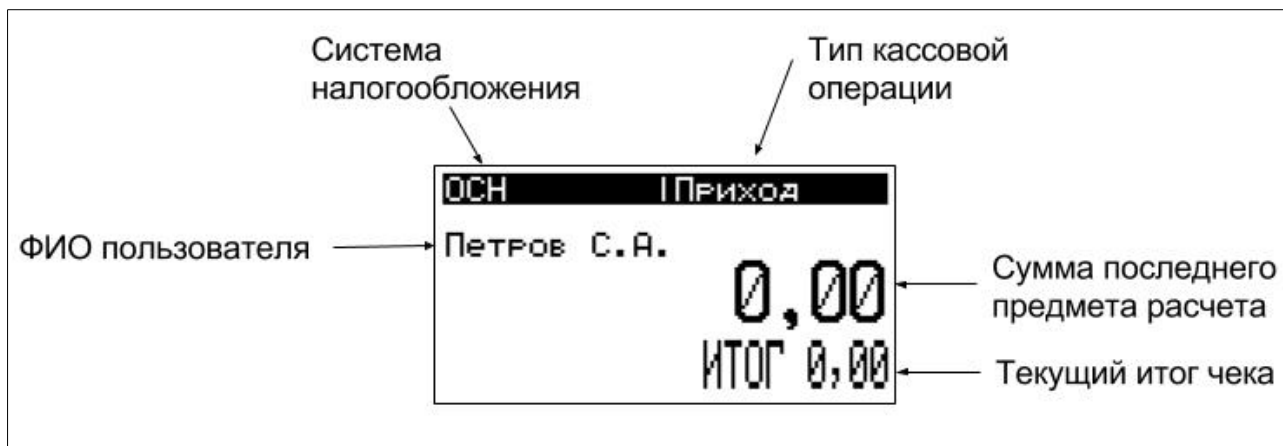 Система
налогообложения
Тип кассовой
операции
ОСН |Приход
ФИО пользователя
Петров С.А.
0,00
Сумма последнего
предмета расчета
ИТОГ 0,00
Текущий итог чека